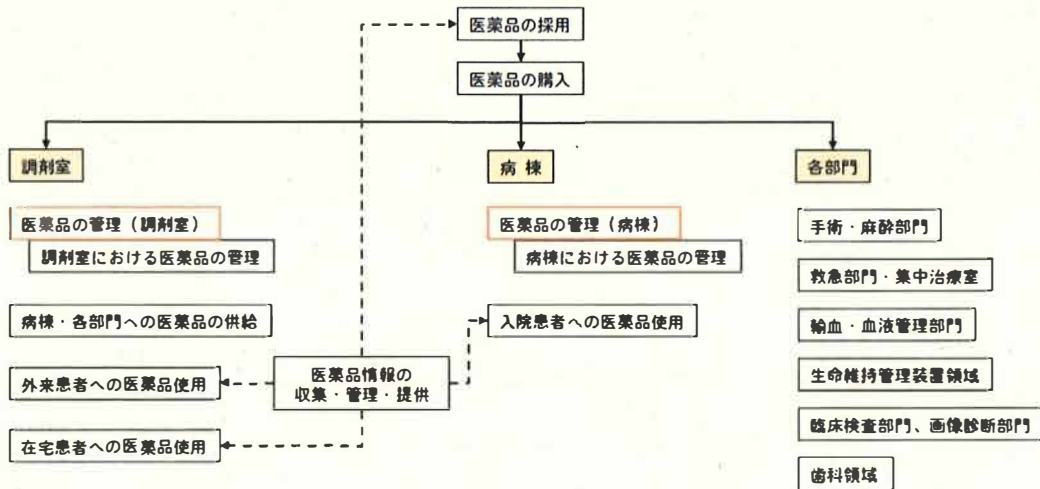 医薬品の採用
医薬品の購入
調剤室
病棟
各部門
医薬品の管理（調剤室）
調剤室における医薬品の管理
病棟・各部門への医薬品の供給
外来患者への医薬品使用
在宅患者への医薬品使用
医薬品情報の
収集・管理・提供
医薬品の管理（病棟）
病棟における医薬品の管理
入院患者への医薬品使用
手術・麻酔部門
救急部門・集中治療室
輸血・血液管理部門
生命維持管理装置領域
臨床検査部門、画像診断部門
歯科領域